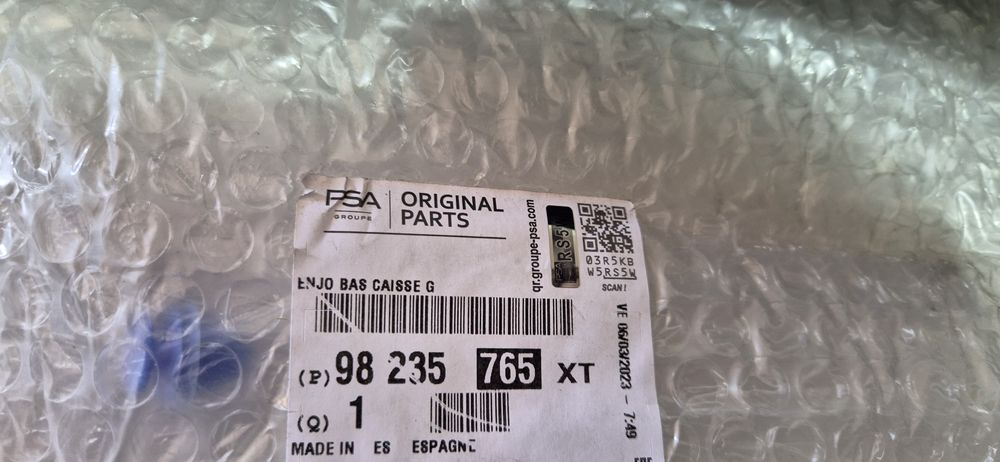 PSA
GROUPE
ORIGINAL
PARTS
qr.groupe-psa.com
RS5
03R5KB
W5RS5W
SCAN!
ENJO BAS CAISSE G
(P) 98 235 765 XT
(Q) 1
MADE IN ES ESPAGNE
VE 06/03/2023 - 7:49